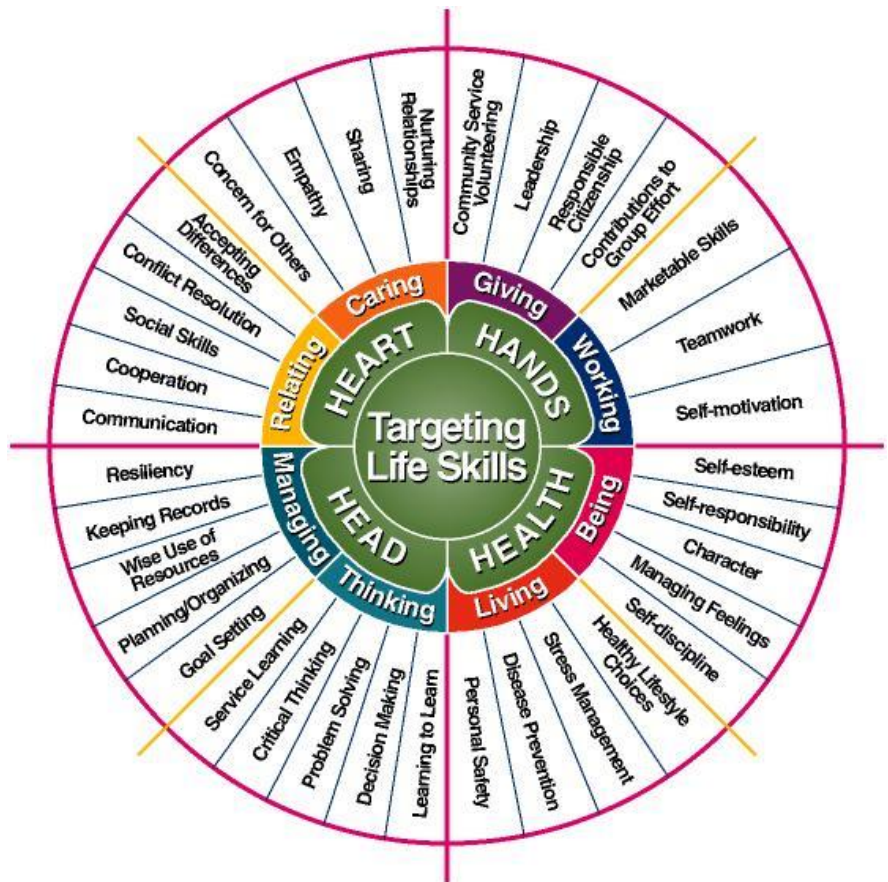 Targeting
Life Skills
HEART
HANDS
HEALTH
HEAD
Caring
Giving
Working
Being
Living
Thinking
Managing
Relating
Nurturing
Relationships
Sharing
Empathy
Concern for Others
Community Service
Volunteering
Leadership
Responsible
Citizenship
Contributions to
Group Effort
Marketable Skills
Teamwork
Self-motivation
Self-esteem
Self-responsibility
Character
Managing Feelings
Self-discipline
Healthy Lifestyle
Choices
Stress Management
Disease Prevention
Personal Safety
Learning to Learn
Decision Making
Problem Solving
Critical Thinking
Service Learning
Goal Setting
Planning/Organizing
Wise Use of
Resources
Keeping Records
Resiliency
Communication
Cooperation
Social Skills
Conflict Resolution
Accepting
Differences